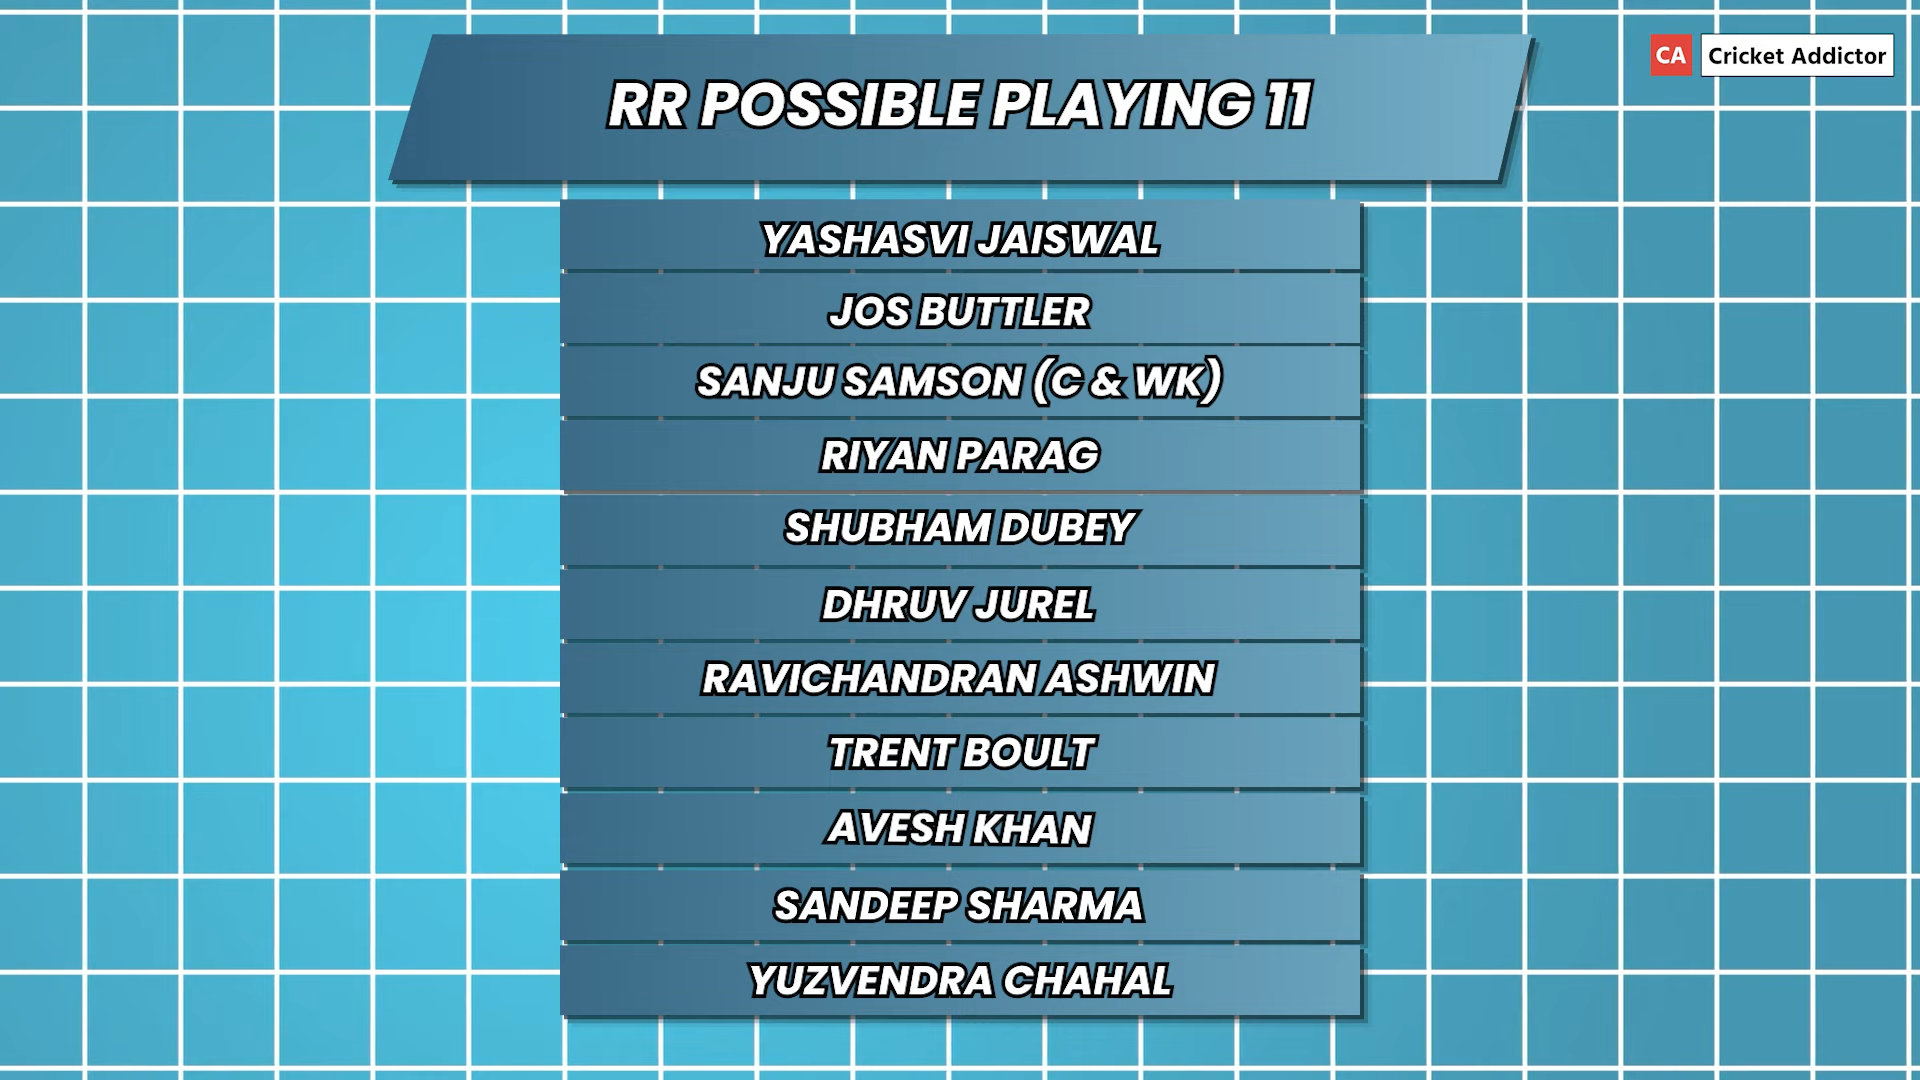 CA Cricket Addictor
RR POSSIBLE PLAYING 11
YASHASVI JAISWAL
JOS BUTTLER
SANJU SAMSON (C & WK)
RIYAN PARAG
SHUBHAM DUBEY
DHRUV JUREL
RAVICHANDRAN ASHWIN
TRENT BOULT
AVESH KHAN
SANDEEP SHARMA
YUZVENDRA CHAHAL